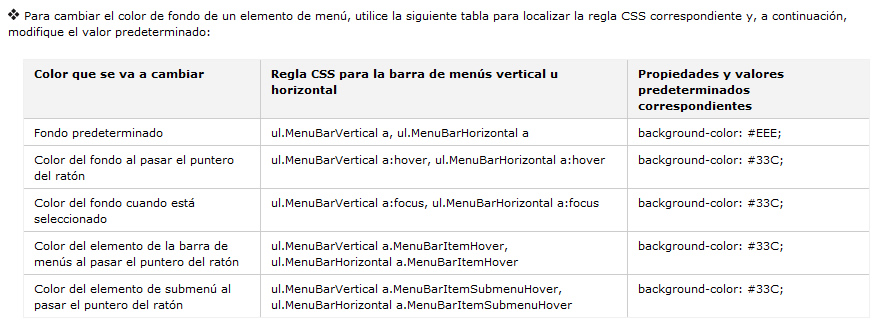 ❖ Para cambiar el color de fondo de un elemento de menú, utilice la siguiente tabla para localizar la regla CSS correspondiente y, a continuación,
modifique el valor predeterminado:
Color que se va a cambiar
Regla CSS para la barra de menús vertical u
horizontal
Propiedades y valores
predeterminados
correspondientes
Fondo predeterminado
ul.MenuBarVertical a, ul.MenuBarHorizontal a
background-color: #EEE;
Color del fondo al pasar el puntero
del ratón
ul.MenuBarVertical a:hover, ul.MenuBarHorizontal a:hover
background-color: #33C;
Color del fondo cuando está
seleccionado
ul.MenuBarVertical a:focus, ul.MenuBarHorizontal a:focus
background-color: #33C;
Color del elemento de la barra de
menús al pasar el puntero del ratón
ul.MenuBarVertical a.MenuBarItemHover,
ul.MenuBarHorizontal a.MenuBarItemHover
background-color: #33C;
Color del elemento de submenú al
pasar el puntero del ratón
ul.MenuBarVertical a.MenuBarItemSubmenuHover,
ul.MenuBarHorizontal a.MenuBarItemSubmenuHover
background-color: #33C;